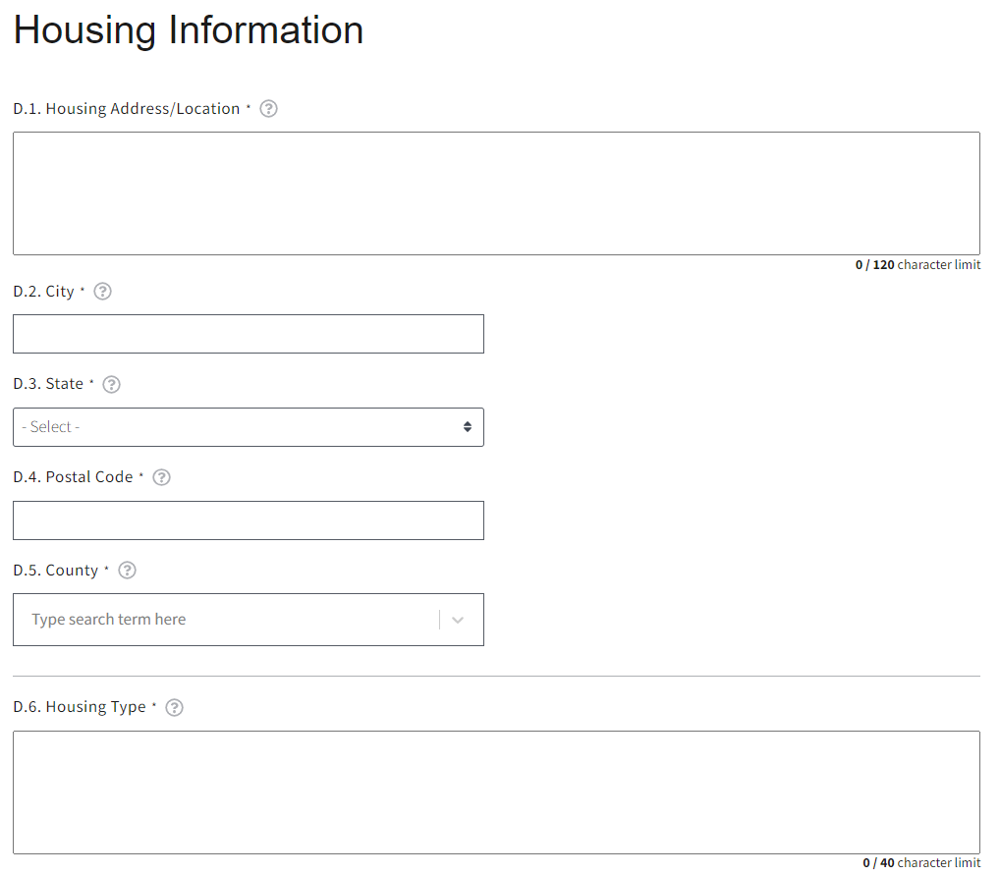 Housing Information
D.1. Housing Address/Location *
0 / 120 character limit
D.2. City *
D.3. State *
- Select -
D.4. Postal Code *
D.5. County *
Type search term here
D.6. Housing Type *
0 / 40 character limit